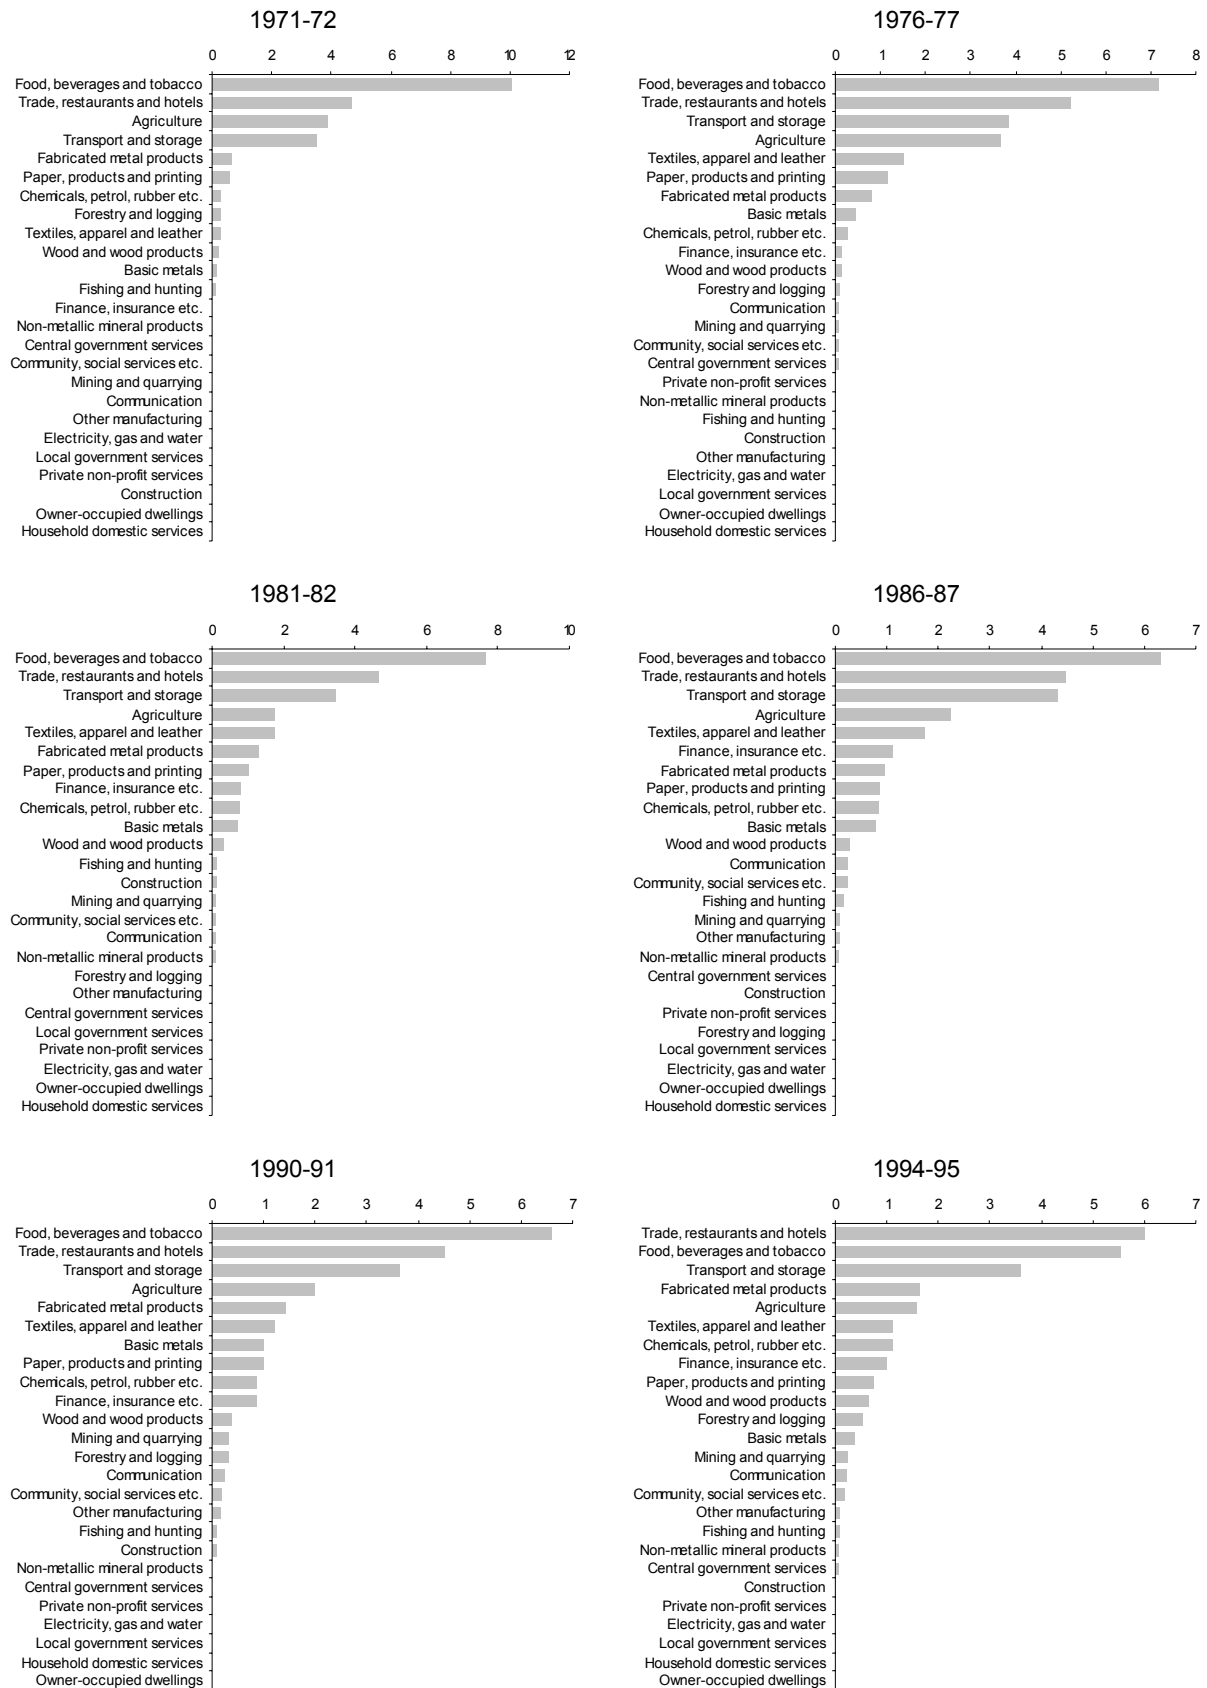 1971-72
0 2 4 6 8 10 12
Food, beverages and tobacco
Trade, restaurants and hotels
Agriculture
Transport and storage
Fabricated metal products
Paper, products and printing
Chemicals, petrol, rubber etc.
Forestry and logging
Textiles, apparel and leather
Wood and wood products
Basic metals
Fishing and hunting
Finance, insurance etc.
Non-metallic mineral products
Central government services
Community, social services etc.
Mining and quarrying
Communication
Other manufacturing
Electricity, gas and water
Local government services
Private non-profit services
Construction
Owner-occupied dwellings
Household domestic services
1976-77
0 1 2 3 4 5 6 7 8
Food, beverages and tobacco
Trade, restaurants and hotels
Transport and storage
Agriculture
Textiles, apparel and leather
Paper, products and printing
Fabricated metal products
Basic metals
Chemicals, petrol, rubber etc.
Finance, insurance etc.
Wood and wood products
Forestry and logging
Communication
Mining and quarrying
Community, social services etc.
Central government services
Private non-profit services
Non-metallic mineral products
Fishing and hunting
Construction
Other manufacturing
Electricity, gas and water
Local government services
Owner-occupied dwellings
Household domestic services
1981-82
0 2 4 6 8 10
Food, beverages and tobacco
Trade, restaurants and hotels
Transport and storage
Agriculture
Textiles, apparel and leather
Fabricated metal products
Paper, products and printing
Finance, insurance etc.
Chemicals, petrol, rubber etc.
Basic metals
Wood and wood products
Fishing and hunting
Construction
Mining and quarrying
Community, social services etc.
Communication
Non-metallic mineral products
Forestry and logging
Other manufacturing
Central government services
Local government services
Private non-profit services
Electricity, gas and water
Owner-occupied dwellings
Household domestic services
1986-87
0 1 2 3 4 5 6 7
Food, beverages and tobacco
Trade, restaurants and hotels
Transport and storage
Agriculture
Textiles, apparel and leather
Finance, insurance etc.
Fabricated metal products
Paper, products and printing
Chemicals, petrol, rubber etc.
Basic metals
Wood and wood products
Communication
Community, social services etc.
Fishing and hunting
Mining and quarrying
Other manufacturing
Non-metallic mineral products
Central government services
Construction
Private non-profit services
Forestry and logging
Local government services
Electricity, gas and water
Owner-occupied dwellings
Household domestic services
1990-91
0 1 2 3 4 5 6 7
Food, beverages and tobacco
Trade, restaurants and hotels
Transport and storage
Agriculture
Fabricated metal products
Textiles, apparel and leather
Basic metals
Paper, products and printing
Chemicals, petrol, rubber etc.
Finance, insurance etc.
Wood and wood products
Mining and quarrying
Forestry and logging
Communication
Community, social services etc.
Other manufacturing
Fishing and hunting
Construction
Non-metallic mineral products
Central government services
Private non-profit services
Electricity, gas and water
Local government services
Household domestic services
Owner-occupied dwellings
1994-95
0 1 2 3 4 5 6 7
Trade, restaurants and hotels
Food, beverages and tobacco
Transport and storage
Fabricated metal products
Agriculture
Textiles, apparel and leather
Chemicals, petrol, rubber etc.
Finance, insurance etc.
Paper, products and printing
Wood and wood products
Forestry and logging
Basic metals
Mining and quarrying
Communication
Community, social services etc.
Other manufacturing
Fishing and hunting
Non-metallic mineral products
Central government services
Construction
Private non-profit services
Electricity, gas and water
Local government services
Household domestic services
Owner-occupied dwellings